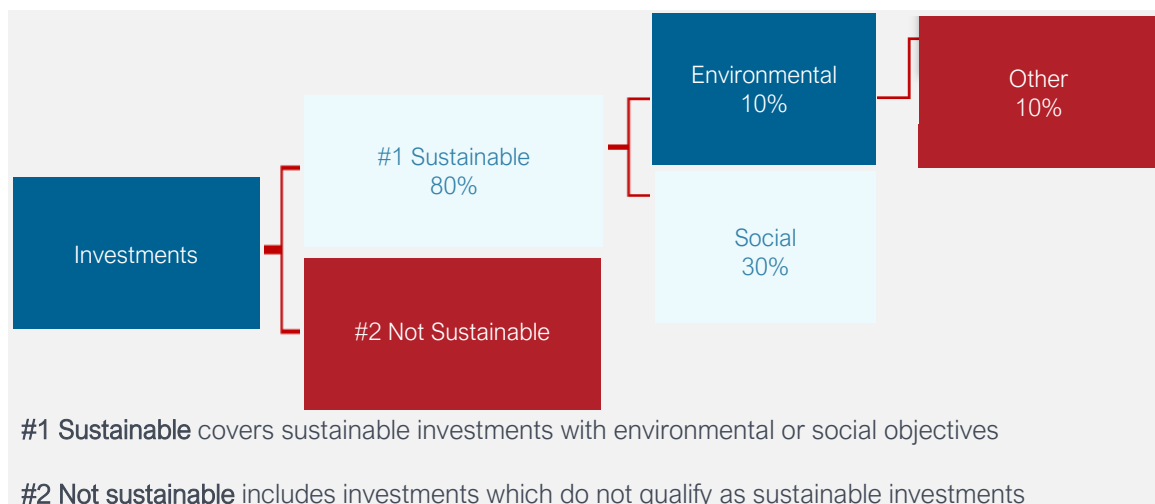 Environmental
10%
Other
10%
#1 Sustainable
80%
Social
30%
Investments
#2 Not Sustainable
#1 Sustainable covers sustainable investments with environmental or social objectives
#2 Not sustainable includes investments which do not qualify as sustainable investments